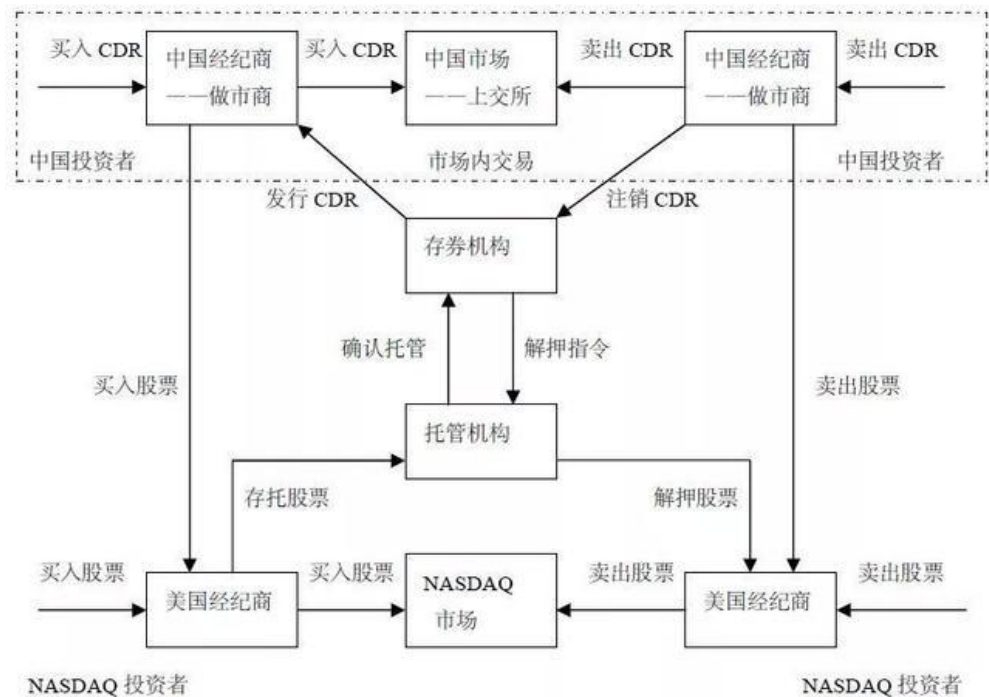 买入 CDR
中国经纪商
——做市商
买入 CDR
中国市场
——上交所
卖出 CDR
中国经纪商
——做市商
卖出 CDR
中国投资者
市场内交易
中国投资者
发行 CDR
注销 CDR
存券机构
确认托管
解押指令
买入股票
卖出股票
托管机构
存托股票
解押股票
买入股票
美国经纪商
买入股票
NASDAQ
市场
卖出股票
美国经纪商
卖出股票
NASDAQ 投资者
NASDAQ 投资者